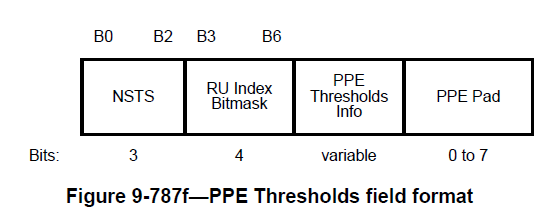 B0 B2 B3 B6
NSTS
RU Index
Bitmask
PPE
Thresholds
Info
PPE Pad
Bits: 3 4 variable 0 to 7
Figure 9-787f—PPE Thresholds field format